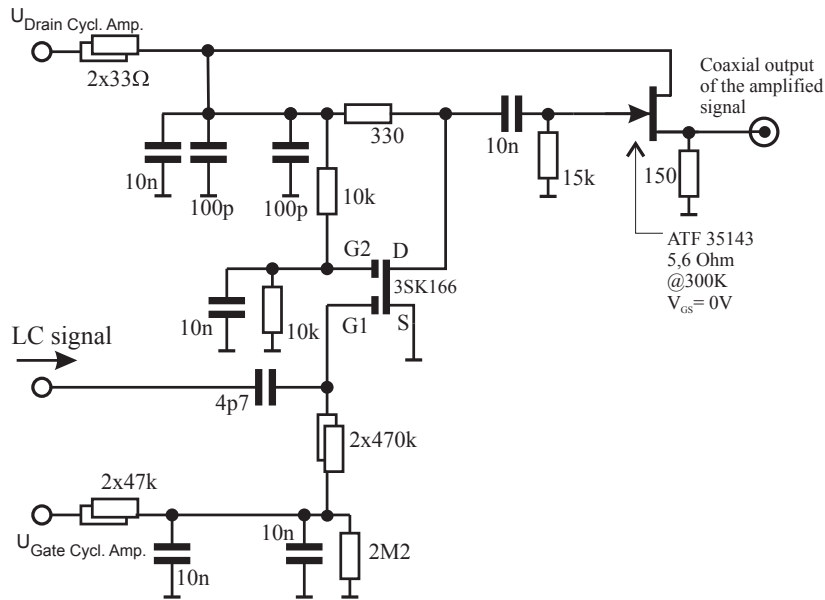 U Drain Cycl. Amp.
2x33Ω
Coaxial output
of the amplified
signal
330
10n
15k
150
10n
100p
100p
10k
ATF 35143
5,6 Ohm
@300K
V_GS= 0V
G2
D
3SK166
10n
10k
G1
S
LC signal
4p7
2x470k
2x47k
10n
U Gate Cycl. Amp.
10n
2M2